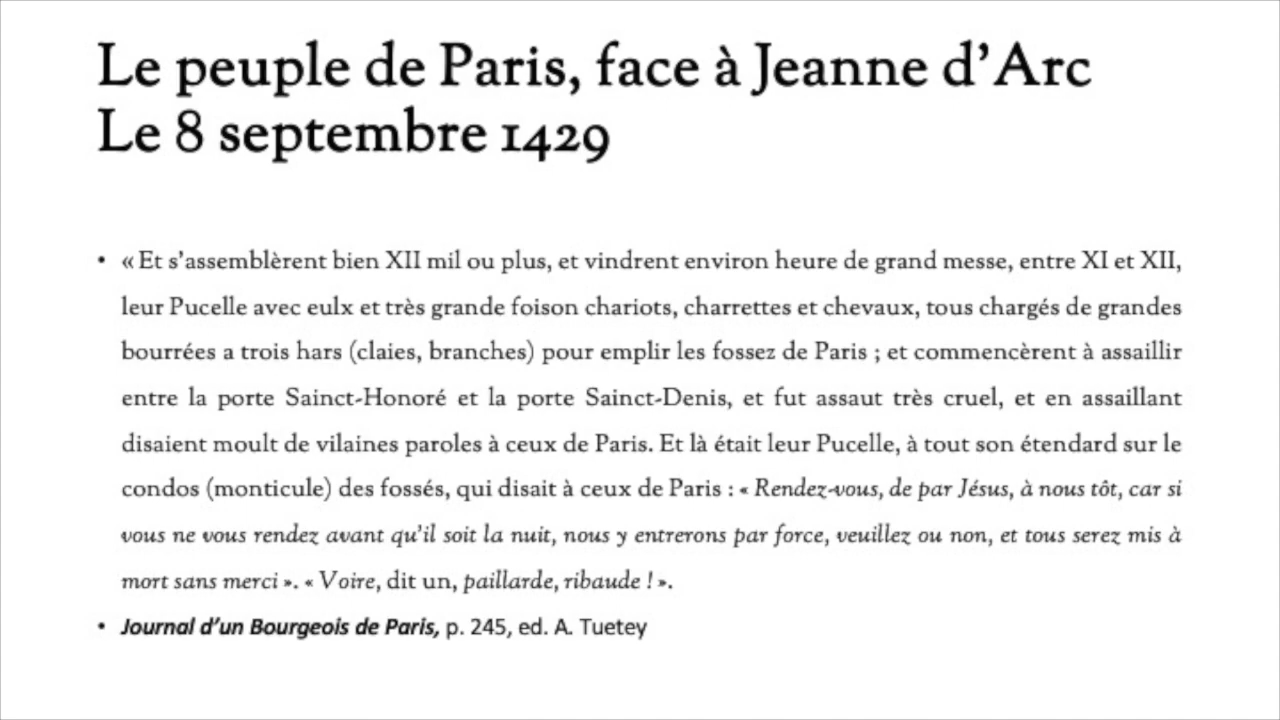 Le peuple de Paris, face à Jeanne d’Arc
Le 8 septembre 1429
• « Et s’assemblèrent bien XII mil ou plus, et vindrent environ heure de grand messe, entre XI et XII,
leur Pucelle avec eulx et très grande foison chariots, charrettes et chevaux, tous chargés de grandes
bourrées a trois hars (claies, branches) pour emplir les fossez de Paris ; et commencèrent à assaillir
entre la porte Sainct-Honoré et la porte Sainct-Denis, et fut assaut très cruel, et en assaillant
disaient moult de vilaines paroles à ceux de Paris. Et là était leur Pucelle, à tout son étendard sur le
condos (monticule) des fossés, qui disait à ceux de Paris : « Rendez-vous, de par Jésus, à nous tôt, car si
vous ne vous rendez avant qu’il soit la nuit, nous y entrerons par force, veuillez ou non, et tous serez mis à
mort sans merci ». « Voire, dit un, paillarde, ribaude ! ».
• Journal d’un Bourgeois de Paris, p. 245, ed. A. Tuetey